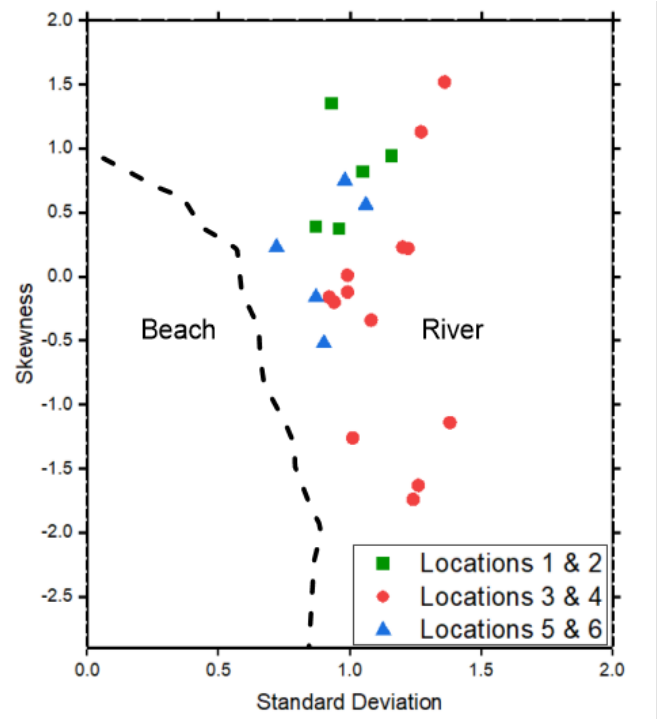 2.0
1.5
1.0
0.5
0.0
-0.5
-1.0
-1.5
-2.0
-2.5
Skewness
Beach
River
Locations 1 & 2
Locations 3 & 4
Locations 5 & 6
0.0 0.5 1.0 1.5 2.0
Standard Deviation